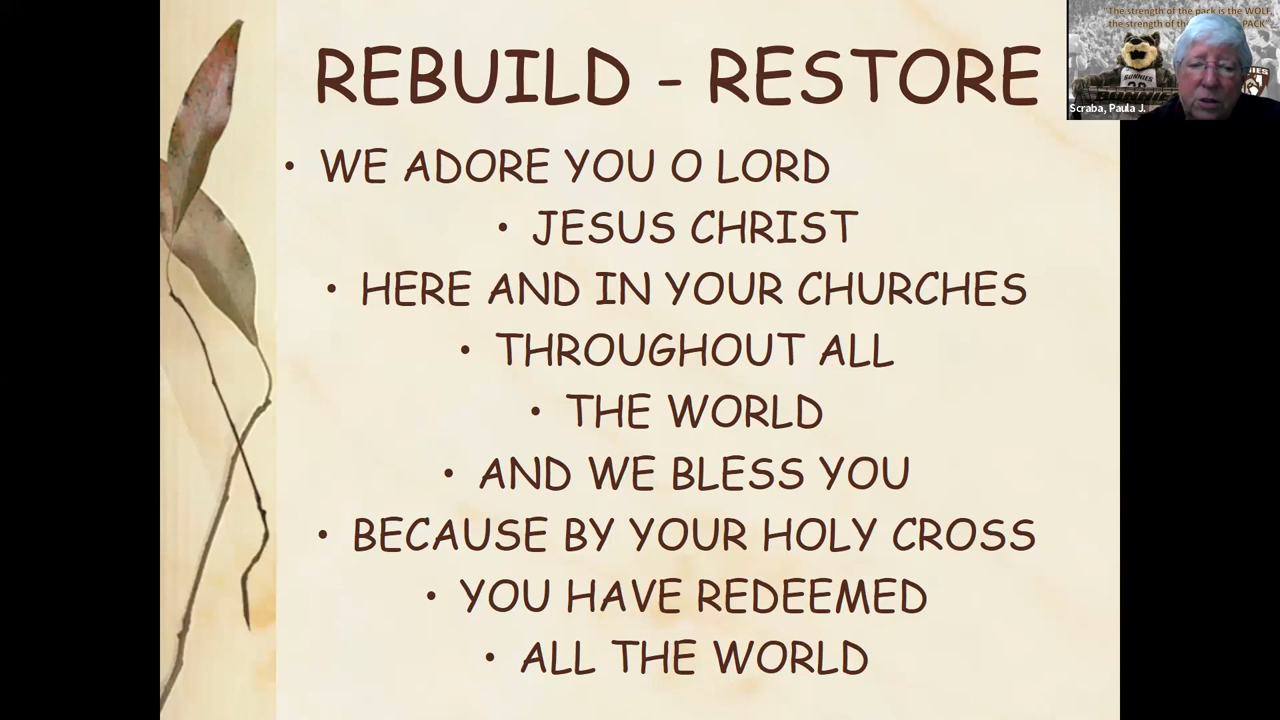 REBUILD - RESTORE
• WE ADORE YOU O LORD
• JESUS CHRIST
• HERE AND IN YOUR CHURCHES
• THROUGHOUT ALL
• THE WORLD
• AND WE BLESS YOU
• BECAUSE BY YOUR HOLY CROSS
• YOU HAVE REDEEMED
• ALL THE WORLD
"The strength of the pack is the WOLF,
the strength of th PACK"
BONNIES
Scraba, Paula J.